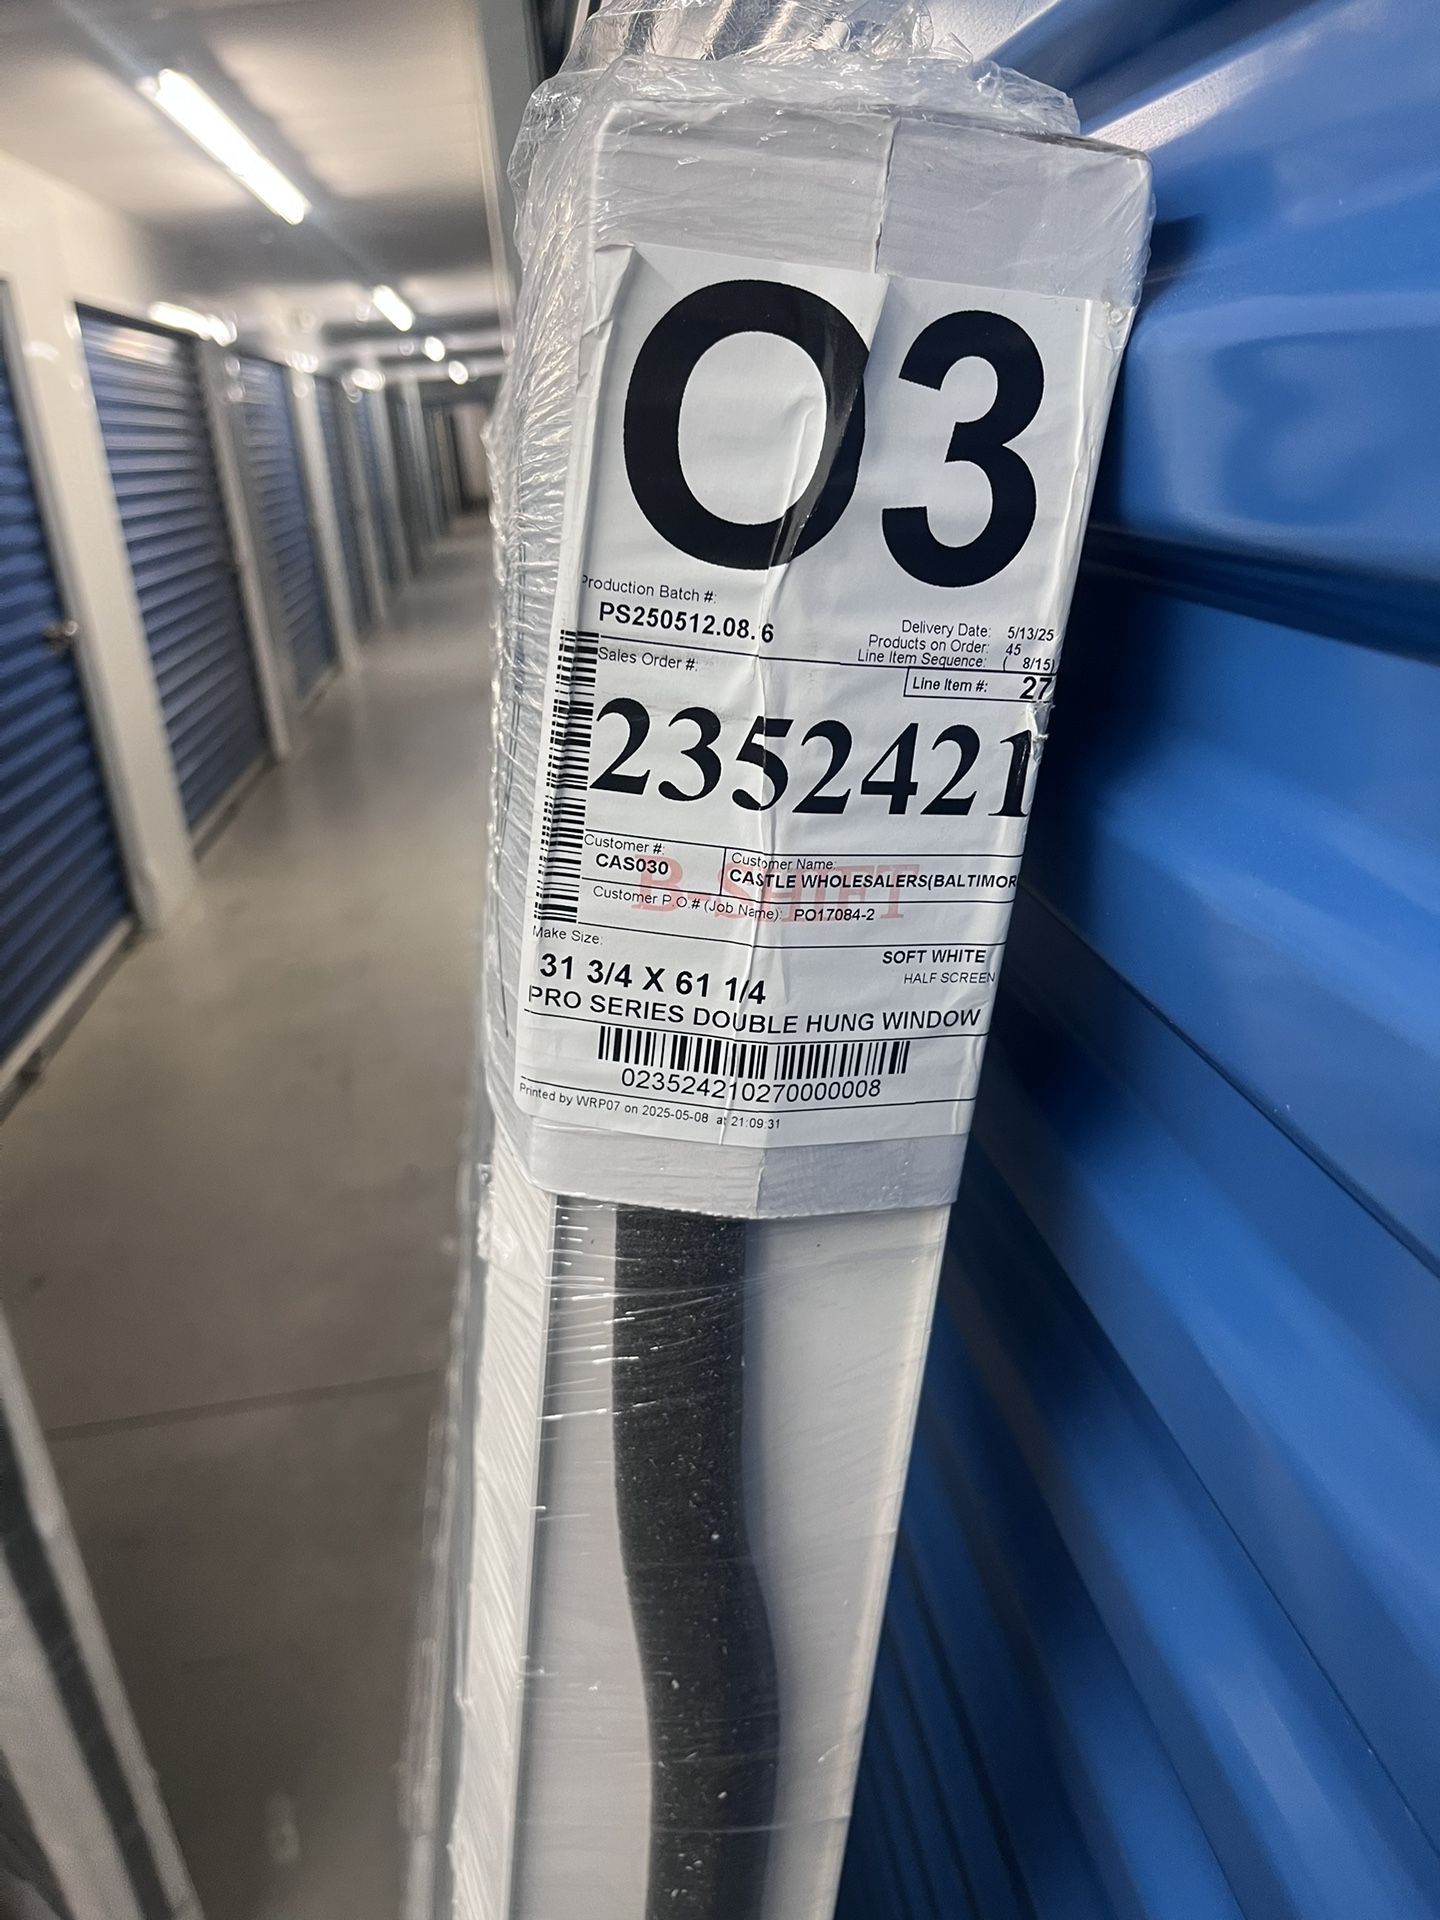 O3
Production Batch #:
PS250512.08. 6
Delivery Date: 5/13/25
Products on Order: 45
Line Item Sequence: ( 8/15)
Sales Order #:
Line Item #: 27
2352421
Customer #:
CAS030
Customer Name:
CASTLE WHOLESALERS(BALTIMOR
B-SHIFT
Customer P.O.# (Job Name): PO17084-2
Make Size:
SOFT WHITE
HALF SCREEN
31 3/4 X 61 1/4
PRO SERIES DOUBLE HUNG WINDOW
023524210270000008
Printed by WRP07 on 2025-05-08 at 21:09:31